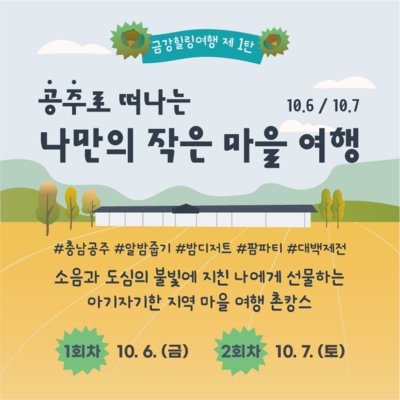 금강힐링여행 제 1탄
공주로 떠나는
10.6 / 10.7
나만의 작은 마을 여행
#충남공주 #알밤줍기 #밤디저트 #팜파티 #대백제전
소음과 도심의 불빛에 지친 나에게 선물하는
아기자기한 지역 마을 여행 촌캉스
1회차 10. 6. (금) 2회차 10. 7. (토)